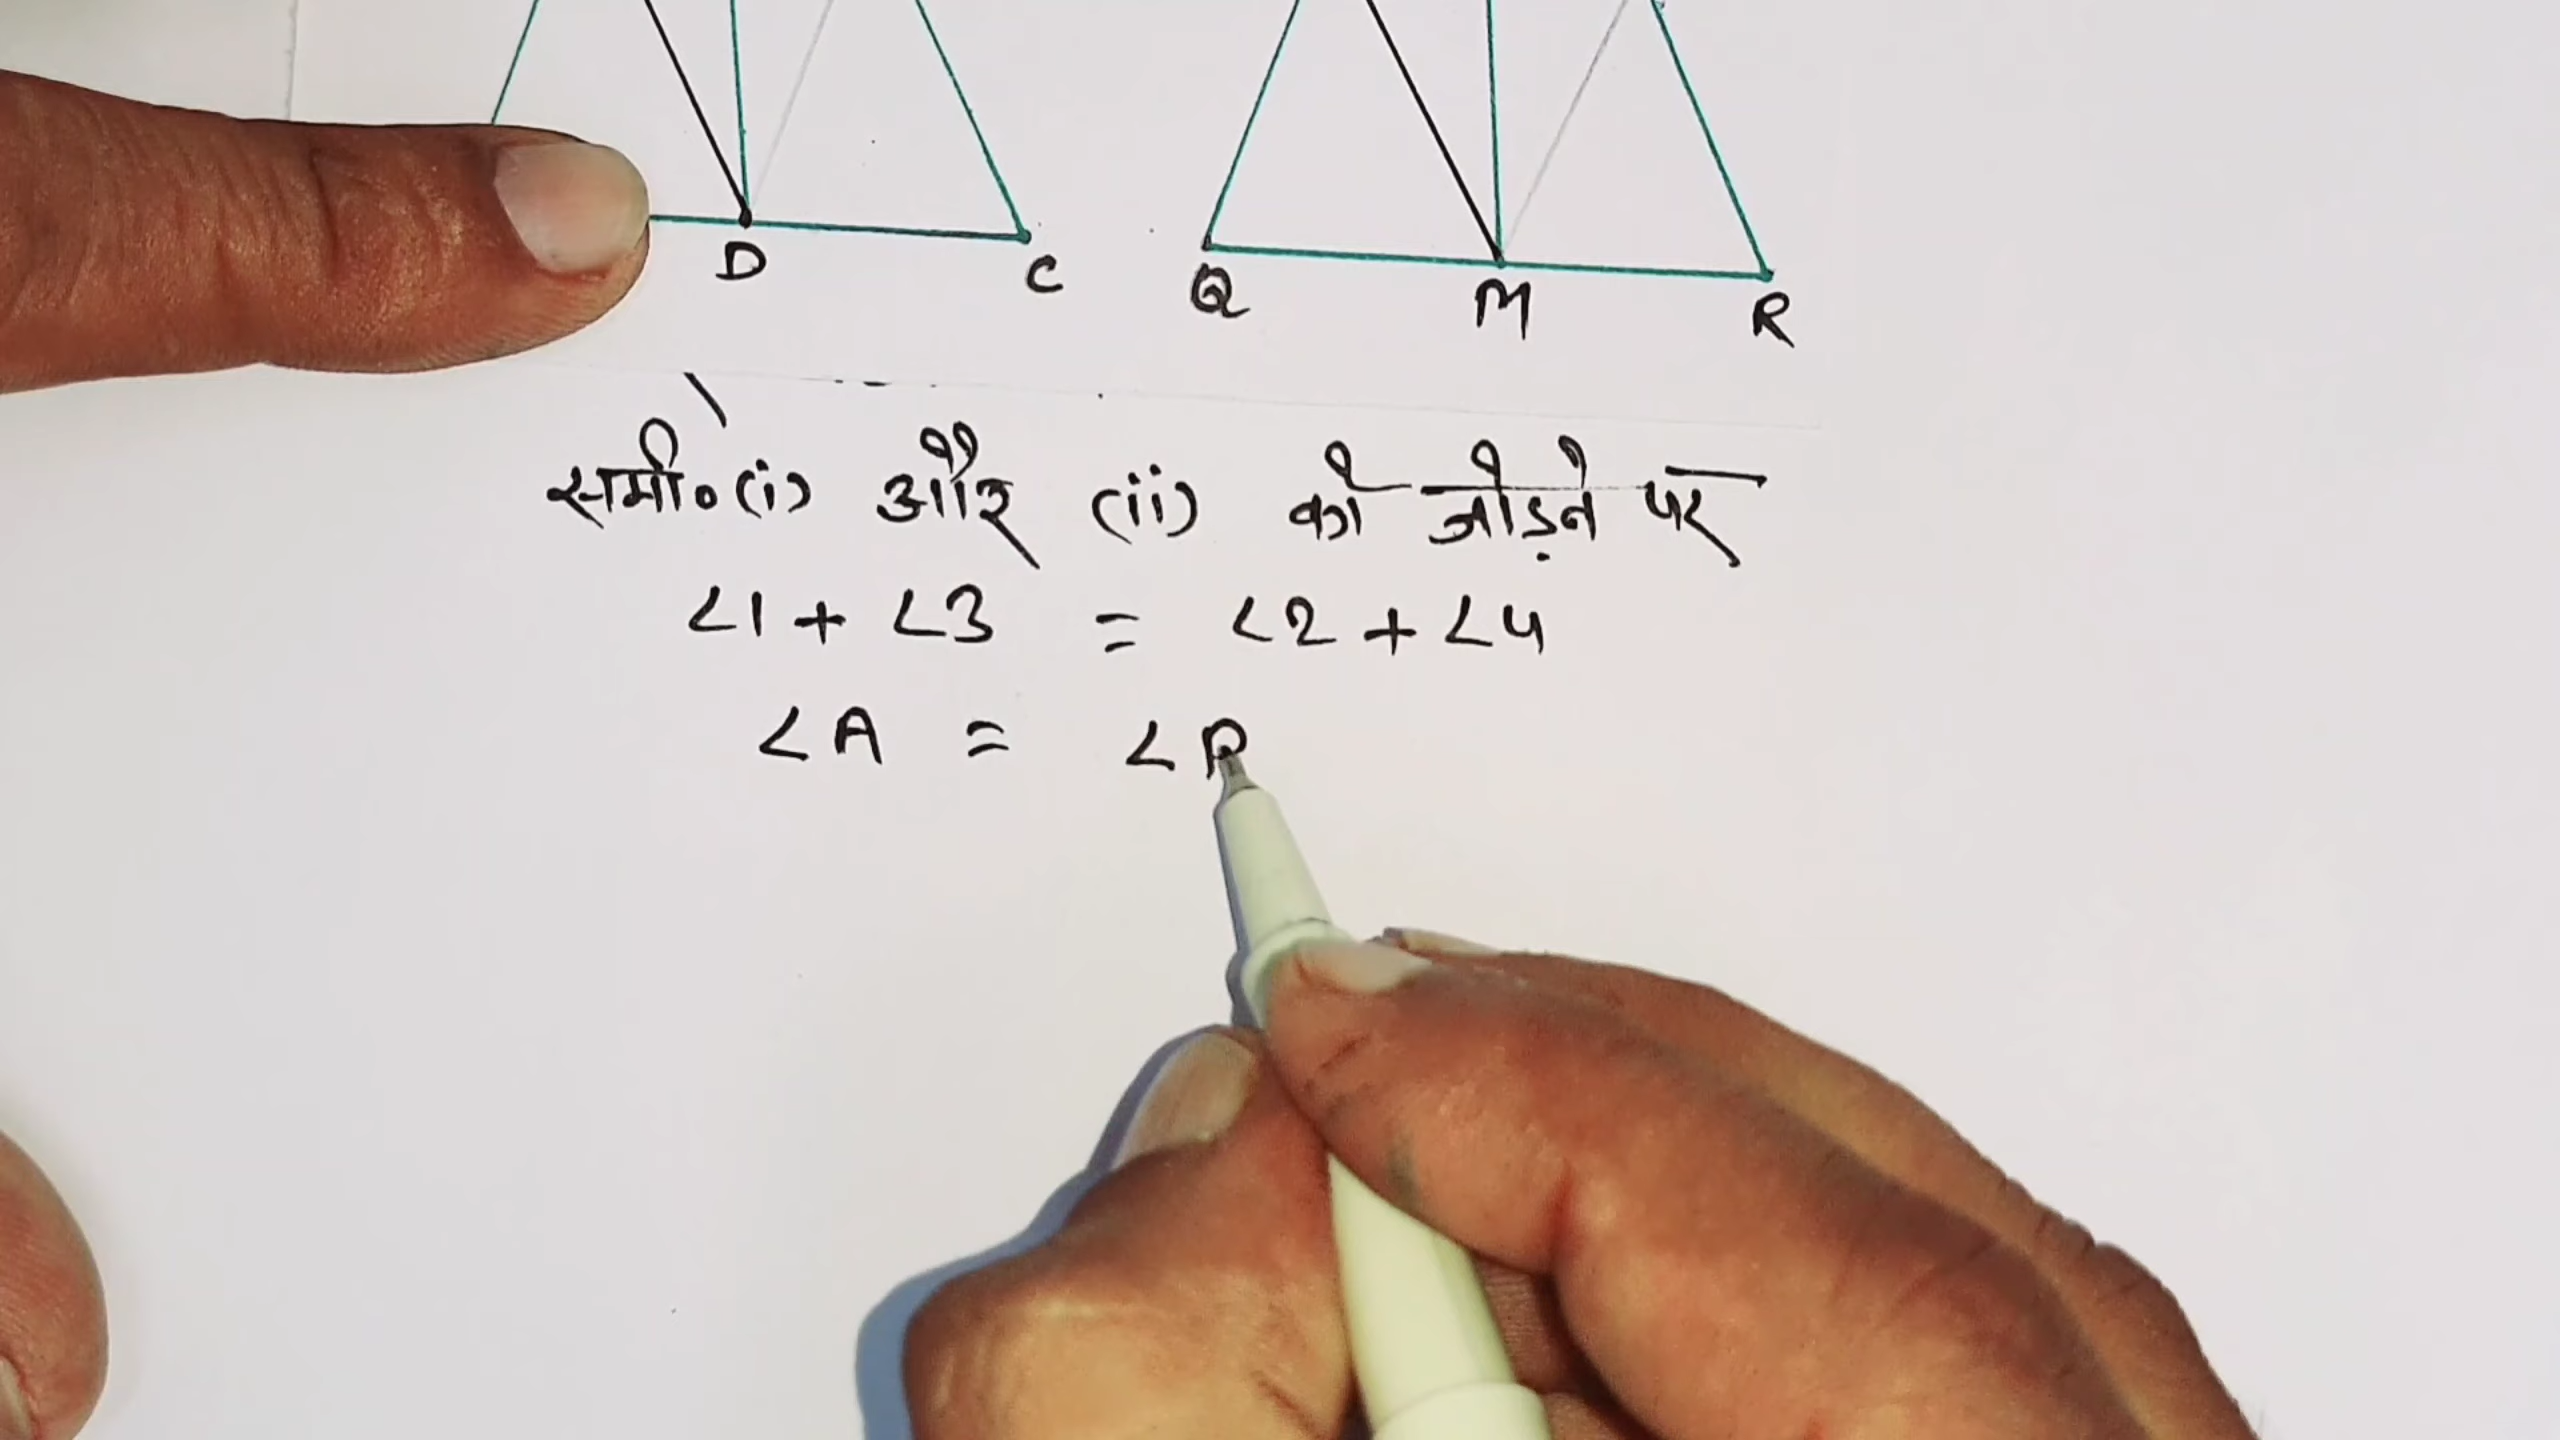 D C Q M R
समी०(i) और (ii) को जोड़ने पर
∠1 + ∠3 = ∠2 + ∠4
∠A = ∠P